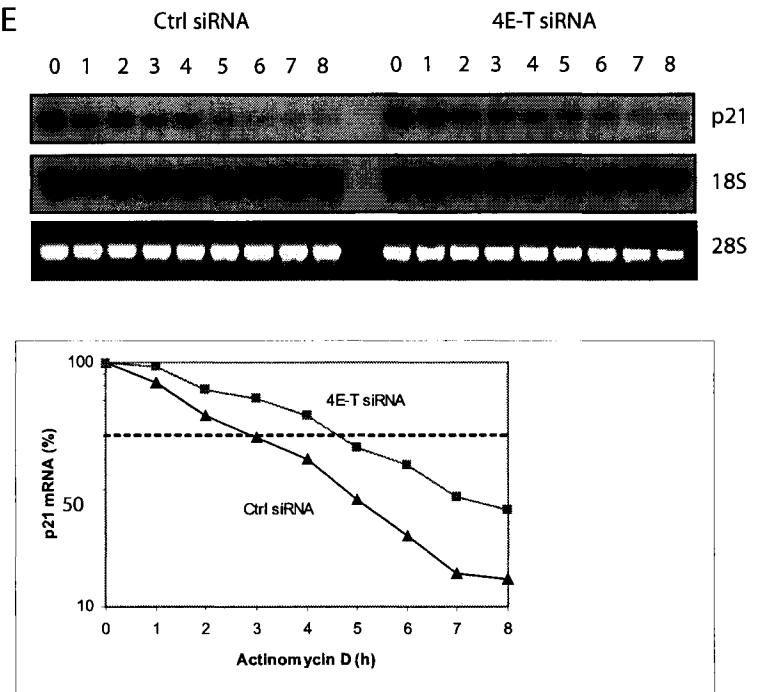 E
Ctrl siRNA 4E-T siRNA
0 1 2 3 4 5 6 7 8 0 1 2 3 4 5 6 7 8
p21
18S
28S
100
4E-T siRNA
p21 mRNA (%)
50
Ctrl siRNA
10
0 1 2 3 4 5 6 7 8
Actinomycin D (h)